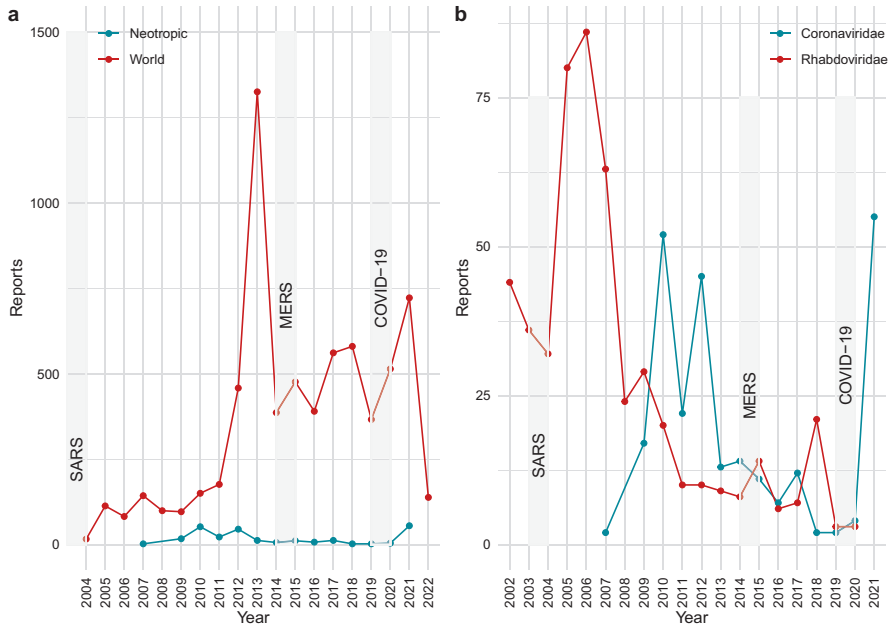 a
Neotropic
World
1500
1000
500
0
Reports
SARS
MERS
COVID−19
2004
2005
2006
2007
2008
2009
2010
2011
2012
2013
2014
2015
2016
2017
2018
2019
2020
2021
2022
Year
b
Coronaviridae
Rhabdoviridae
75
50
25
0
Reports
SARS
MERS
COVID−19
2002
2003
2004
2005
2006
2007
2008
2009
2010
2011
2012
2013
2014
2015
2016
2017
2018
2019
2020
2021
Year